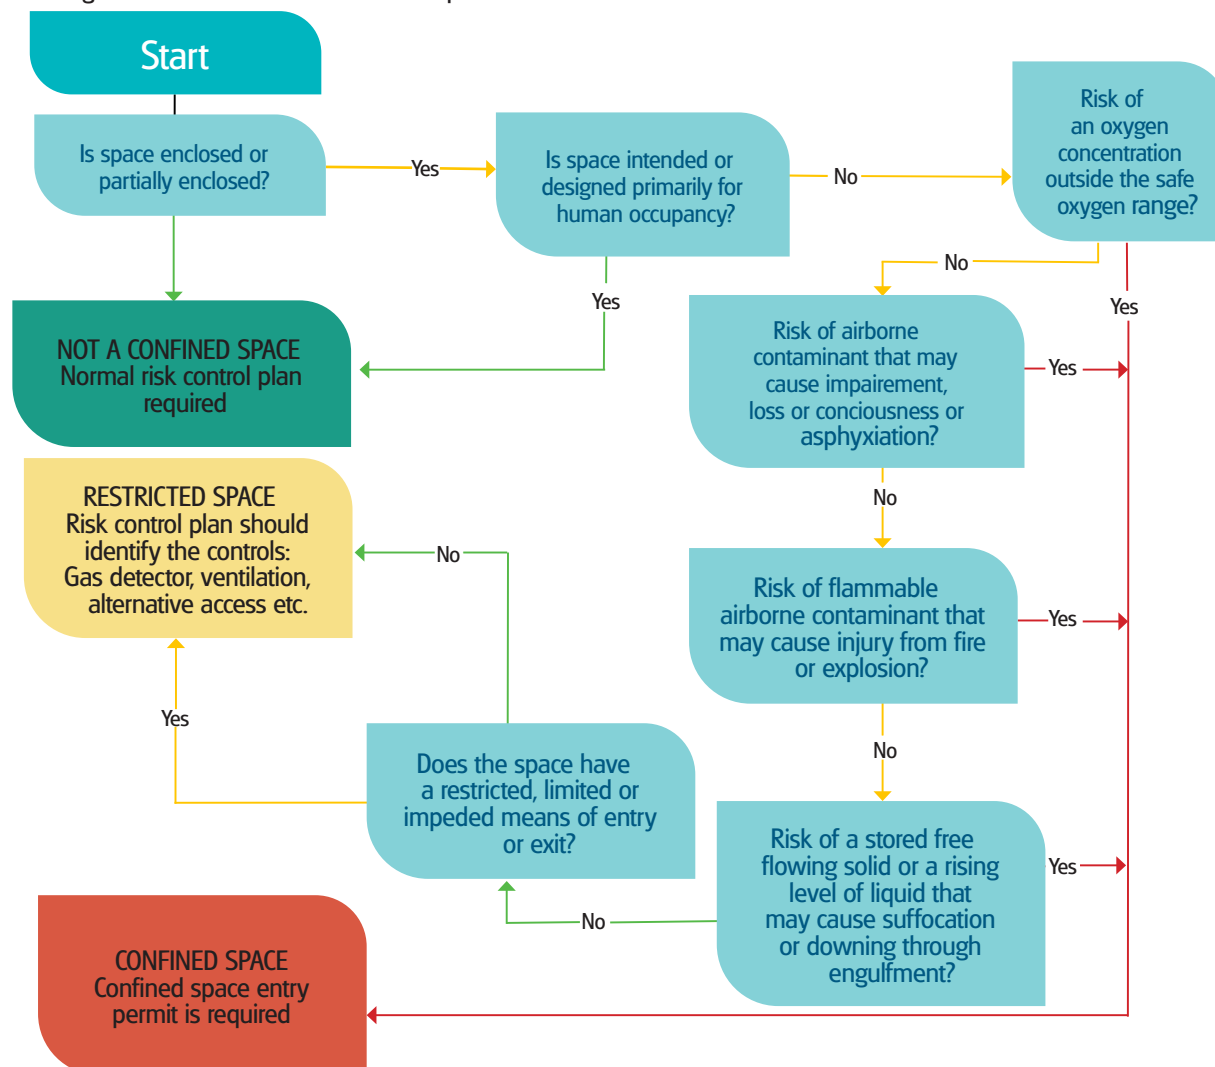 Start
Is space enclosed or
partially enclosed?
Yes
Is space intended or
designed primarily for
human occupancy?
No
Risk of
an oxygen
concentration
outside the safe
oxygen range?
Yes
No
Yes
NOT A CONFINED SPACE
Normal risk control plan
required
Risk of airborne
contaminant that may
cause impairement,
loss or conciousness or
asphyxiation?
Yes
No
RESTRICTED SPACE
Risk control plan should
identify the controls:
Gas detector, ventilation,
alternative access etc.
No
Risk of flammable
airborne contaminant that
may cause injury from fire
or explosion?
Yes
No
Yes
Does the space have
a restricted, limited or
impeded means of entry
or exit?
Risk of a stored free
flowing solid or a rising
level of liquid that
may cause suffocation
or downing through
engulfment?
Yes
No
CONFINED SPACE
Confined space entry
permit is required